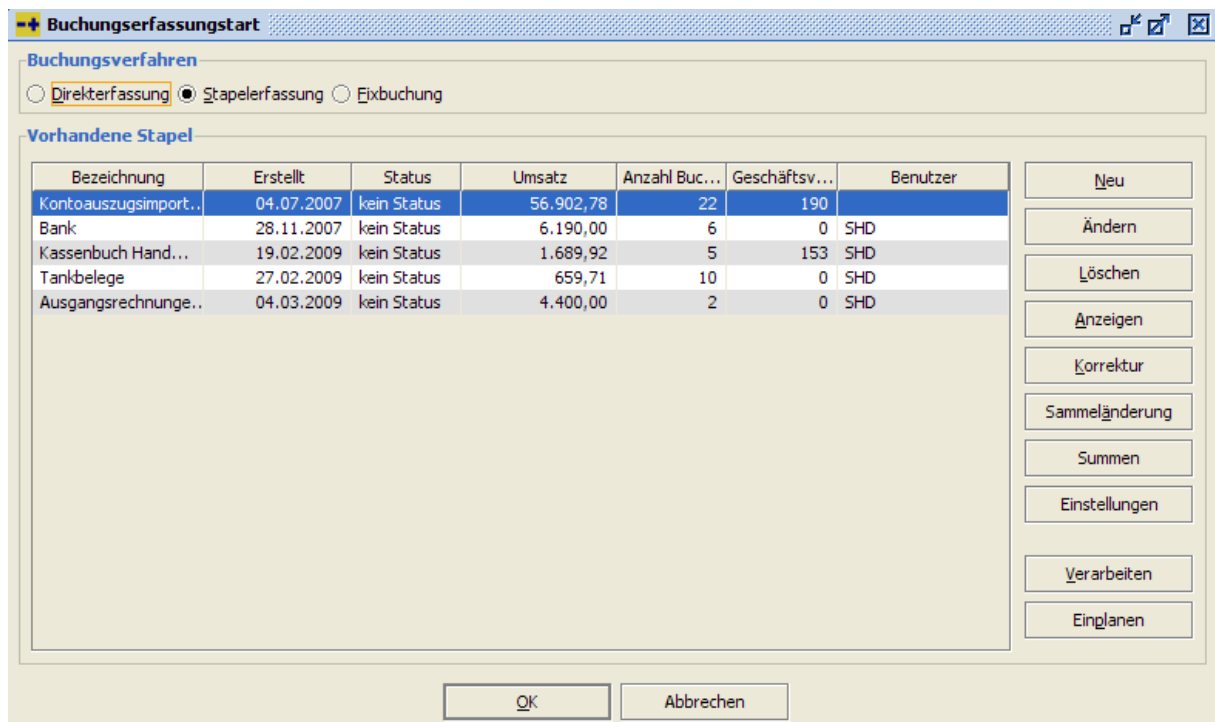 Buchungserfassungstart
Buchungsverfahren
Direkterfassung Stapelerfassung Fixbuchung
Vorhandene Stapel
Bezeichnung Erstellt Status Umsatz Anzahl Buc... Geschäftsv... Benutzer
Kontoauszugsimport.. 04.07.2007 kein Status 56.902,78 22 190
Bank 28.11.2007 kein Status 6.190,00 6 0 SHD
Kassenbuch Hand... 19.02.2009 kein Status 1.689,92 5 153 SHD
Tankbelege 27.02.2009 kein Status 659,71 10 0 SHD
Ausgangsrechnunge.. 04.03.2009 kein Status 4.400,00 2 0 SHD
Neu
Ändern
Löschen
Anzeigen
Korrektur
Sammeländerung
Summen
Einstellungen
Verarbeiten
Einplanen
OK Abbrechen